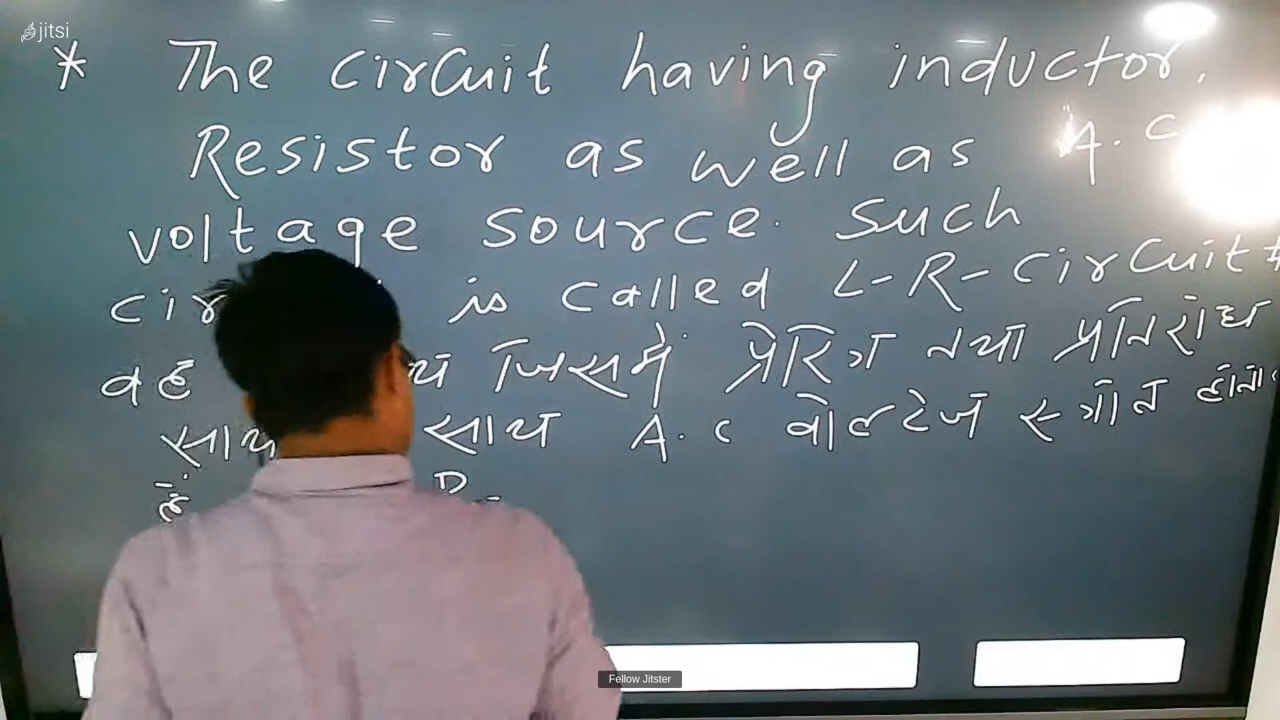 jitsi
* The circuit having inductor,
Resistor as well as A.C
voltage source. Such
is called L-R-Circuit
वह जिसमें प्रेरित्र तथा प्रतिरोध
साथ साथ A.C वोल्टेज स्त्रोत होता
Fellow Jitster